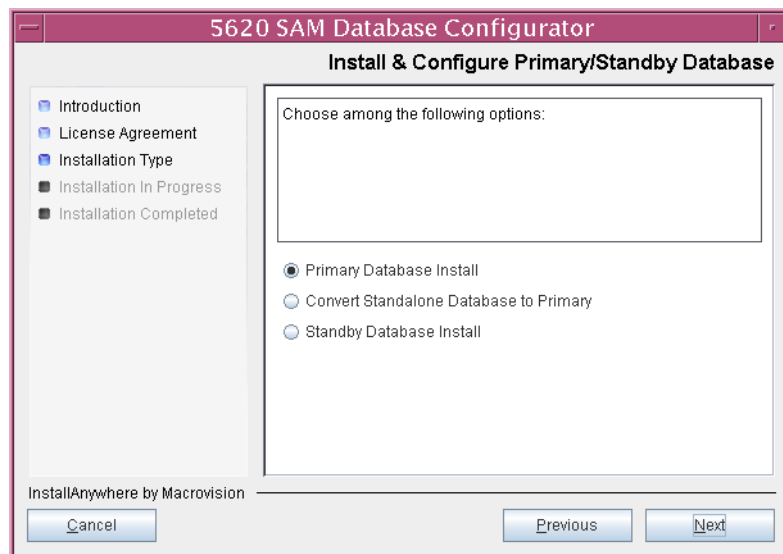 5620 SAM Database Configurator
Install & Configure Primary/Standby Database
Introduction
License Agreement
Installation Type
Installation In Progress
Installation Completed
Choose among the following options:
Primary Database Install
Convert Standalone Database to Primary
Standby Database Install
InstallAnywhere by Macrovision
Cancel
Previous
Next